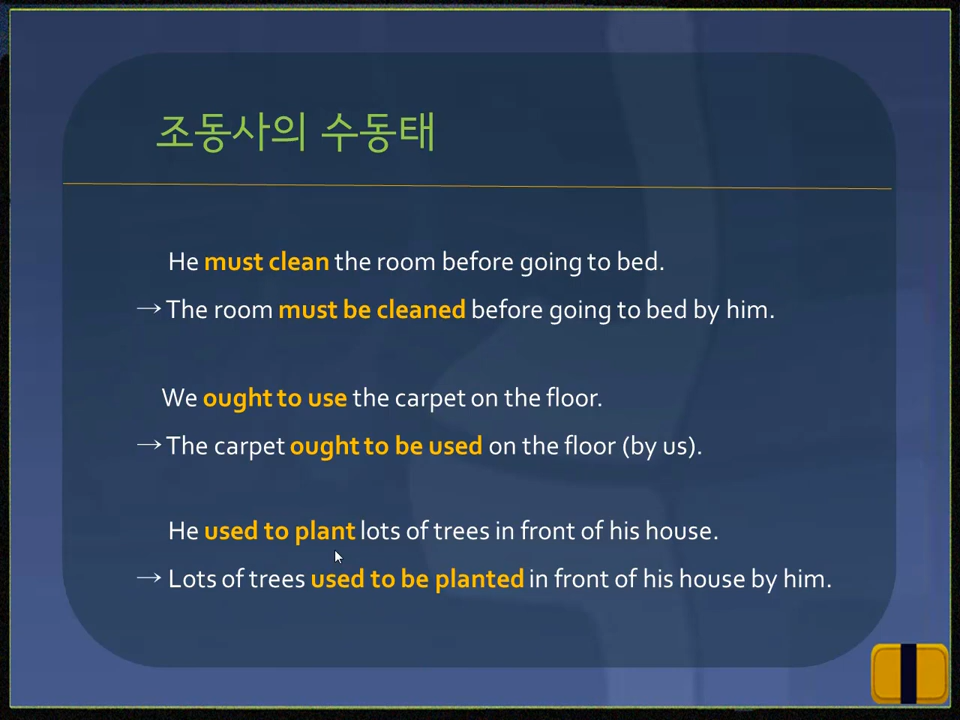 조동사의 수동태
He must clean the room before going to bed.
→ The room must be cleaned before going to bed by him.
We ought to use the carpet on the floor.
→ The carpet ought to be used on the floor (by us).
He used to plant lots of trees in front of his house.
→ Lots of trees used to be planted in front of his house by him.